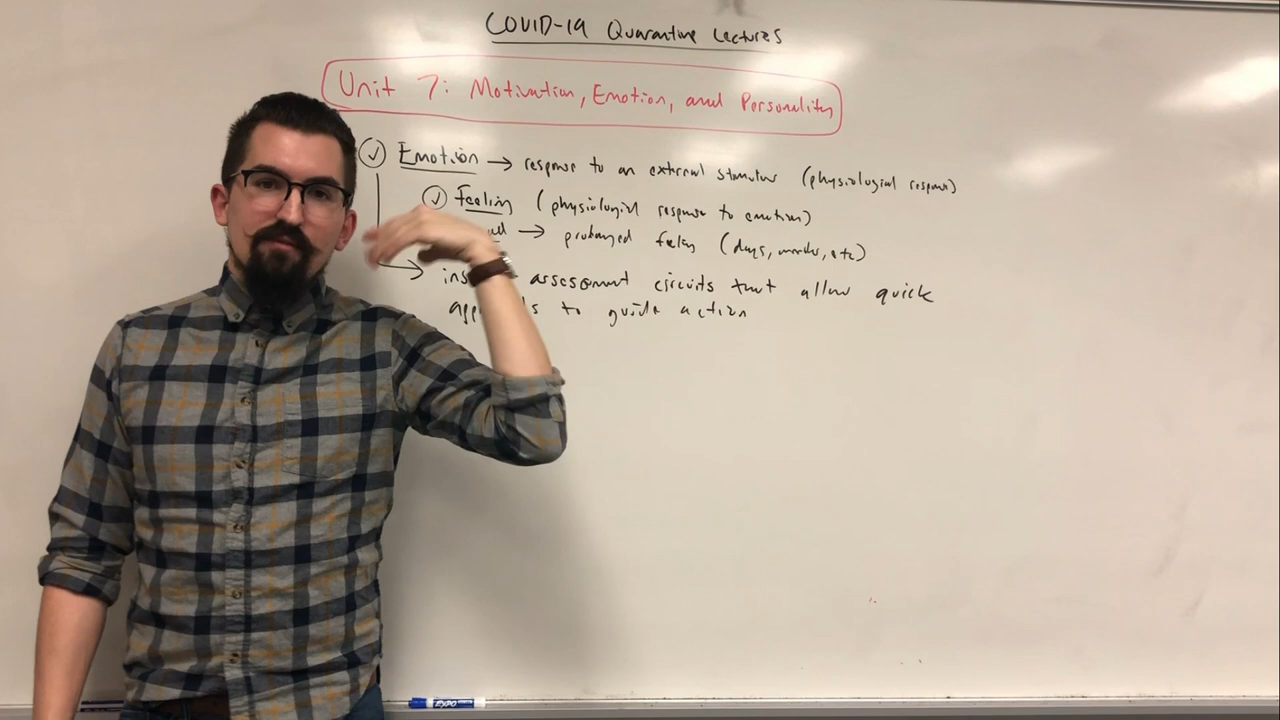 COVID-19 Quarantine Lectures
Unit 7: Motivation, Emotion, and Personality
Emotion → response to an external stimulus (physiological response)
Feeling (physiological response to emotion)
→ prolonged feeling (days, months, etc)
assessment circuits that allow quick
to guide action
EXPO